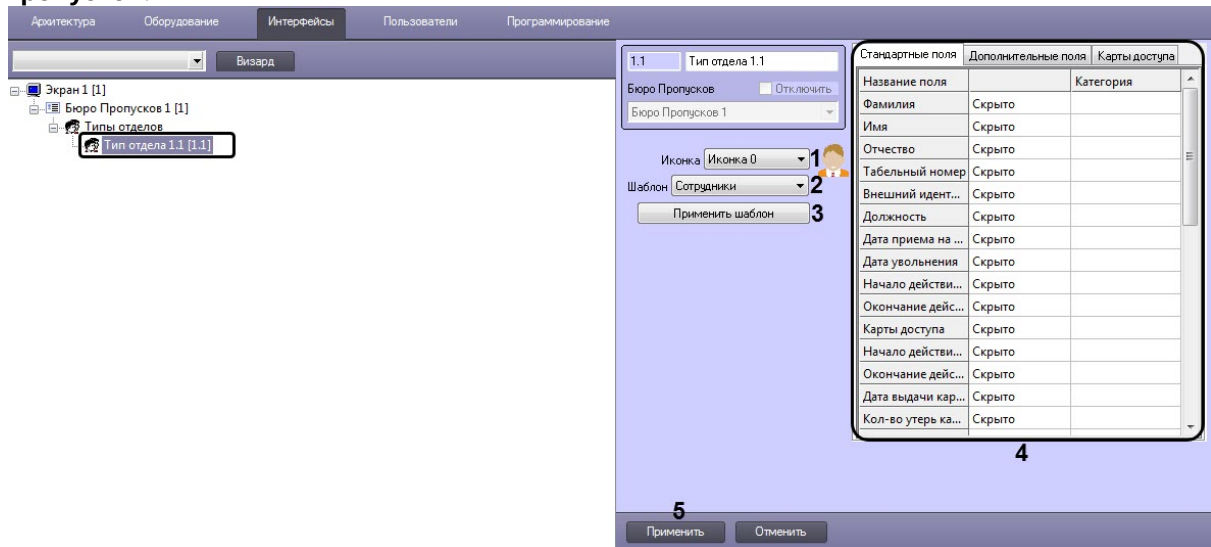 Архитектура Оборудование Интерфейсы Пользователи Программирование
Визард
Экран 1 [1]
Бюро Пропусков 1 [1]
Типы отделов
Тип отдела 1.1 [1.1]
1.1 Тип отдела 1.1
Бюро Пропусков Отключить
Бюро Пропусков 1
Иконка Иконка 0 1
Шаблон Сотрудники 2
Применить шаблон 3
Стандартные поля Дополнительные поля Карты доступа
Название поля Категория
Фамилия Скрыто
Имя Скрыто
Отчество Скрыто
Табельный номер Скрыто
Внешний идент... Скрыто
Должность Скрыто
Дата приема на ... Скрыто
Дата увольнения Скрыто
Начало действи... Скрыто
Окончание дейс... Скрыто
Карты доступа Скрыто
Начало действи... Скрыто
Окончание дейс... Скрыто
Дата выдачи кар... Скрыто
Кол-во утерь ка... Скрыто
4
5
Применить Отменить